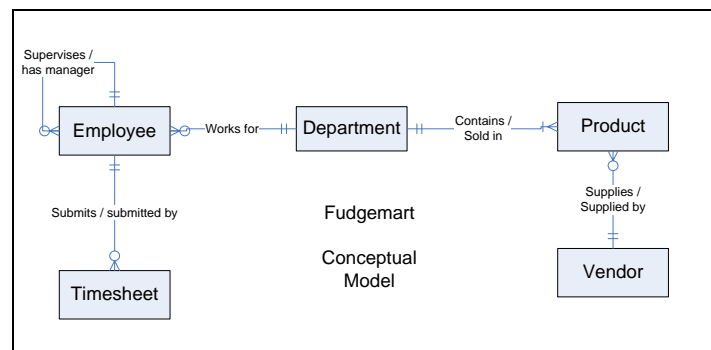 Supervises /
has manager
Employee
Works for
Department
Contains /
Sold in
Product
Submits / submitted by
Fudgemart
Supplies /
Supplied by
Conceptual
Model
Timesheet
Vendor